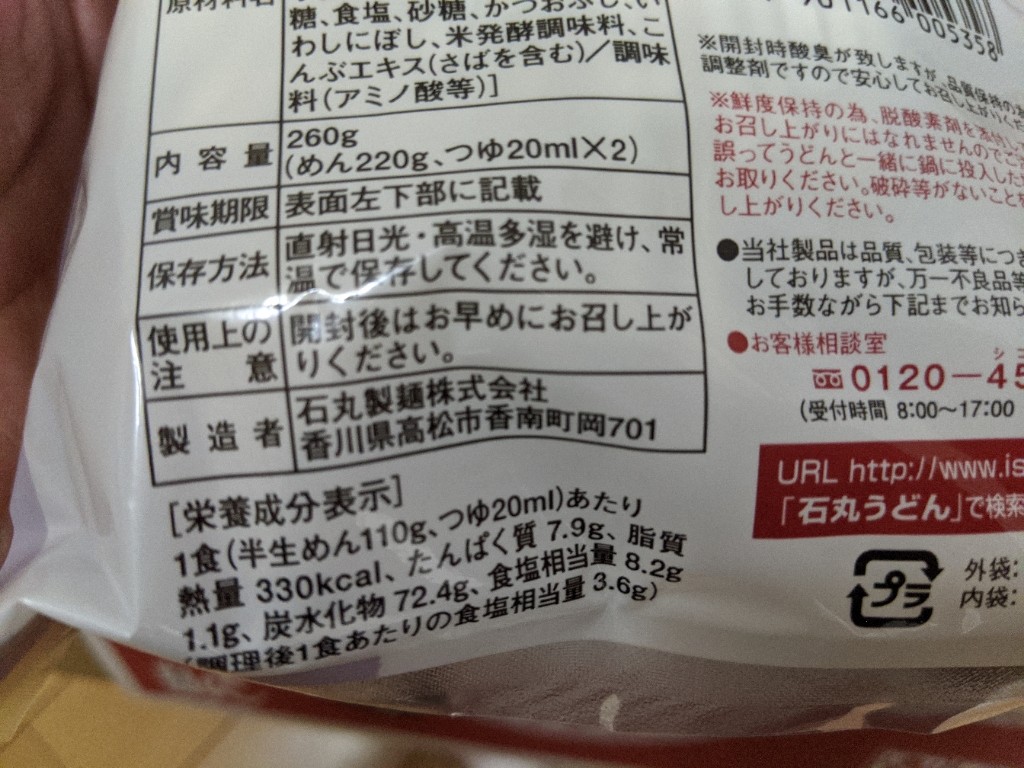 原材料名
糖、食塩、砂糖、かつおぶし、い
わしにぼし、米発酵調味料、こ
んぶエキス(さばを含む)/調味
料(アミノ酸等)]
内容量
260g
(めん220g、つゆ20ml×2)
賞味期限
表面左下部に記載
保存方法
直射日光・高温多湿を避け、常
温で保存してください。
使用上の
注意
開封後はお早めにお召し上が
りください。
製造者
石丸製麺株式会社
香川県高松市香南町岡701
[栄養成分表示]
1食(半生めん110g、つゆ20ml)あたり
熱量 330kcal、たんぱく質 7.9g、脂質
1.1g、炭水化物 72.4g、食塩相当量 8.2g
(調理後1食あたりの食塩相当量 3.6g)
005358
※開封時酸臭が致しますが、品質保持の
調整剤ですので安心してお召し上がりくだ
※鮮度保持の為、脱酸素剤を
お召し上がりにはなれませんのでご
誤ってうどんと一緒に鍋に投入した
お取りください。破砕等がないこと
し上がりください。
●当社製品は品質、包装等につき
しておりますが、万一不良品等
お手数ながら下記までお知ら
●お客様相談室
0120-45
(受付時間 8:00~17:00
URL http://www.is
「石丸うどん」で検索
プラ
外袋:
内袋: